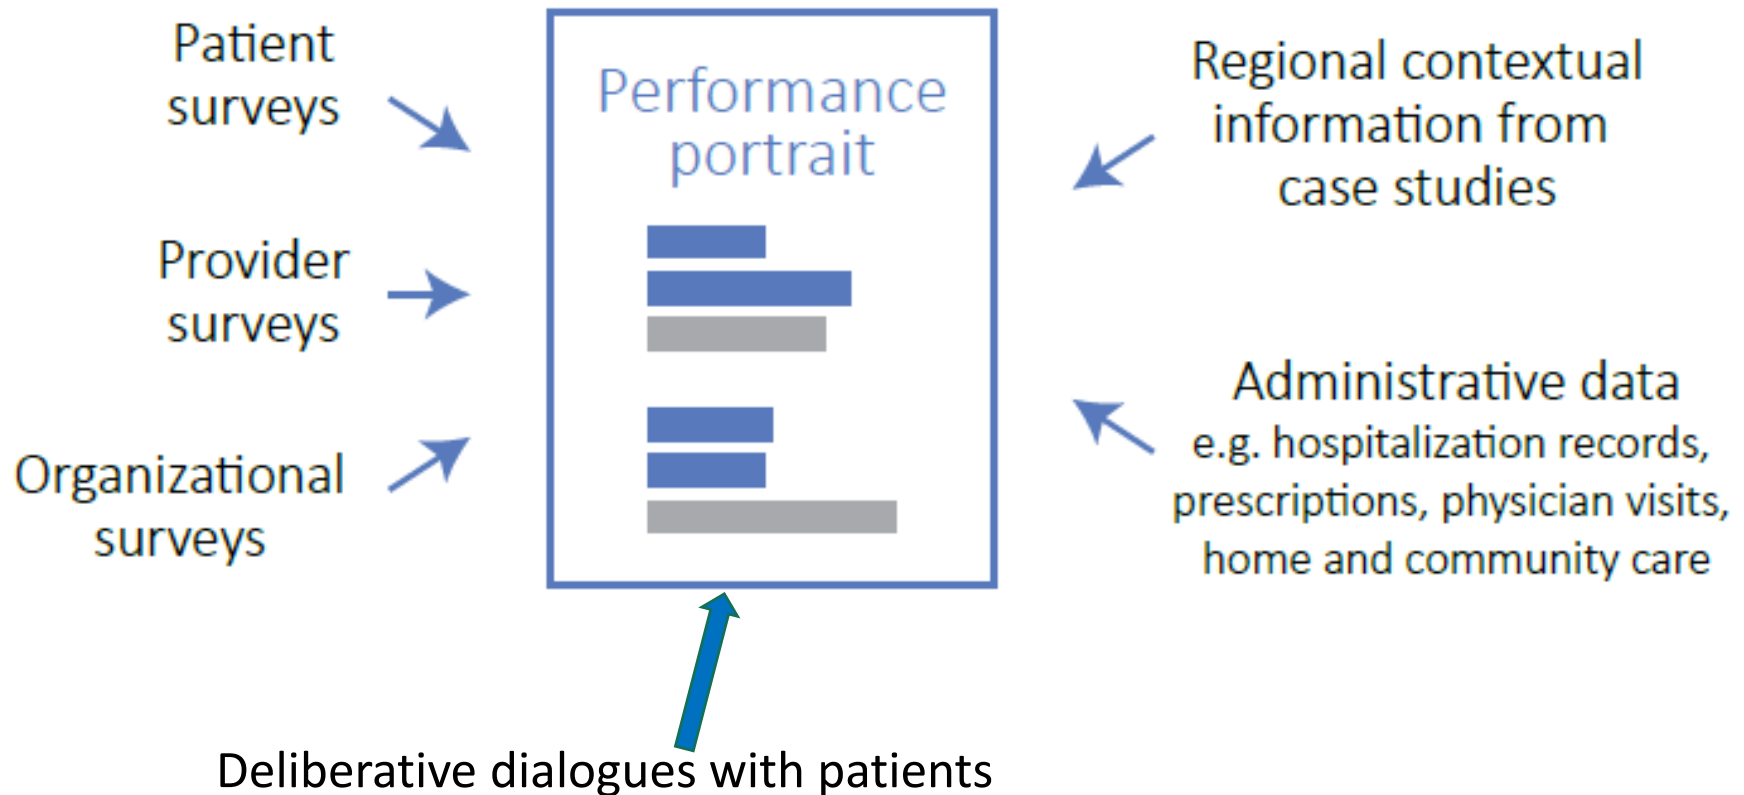 Patient
surveys
Provider
surveys
Organizational
surveys
Performance
portrait
Regional contextual
information from
case studies
Administrative data
e.g. hospitalization records,
prescriptions, physician visits,
home and community care
Deliberative dialogues with patients